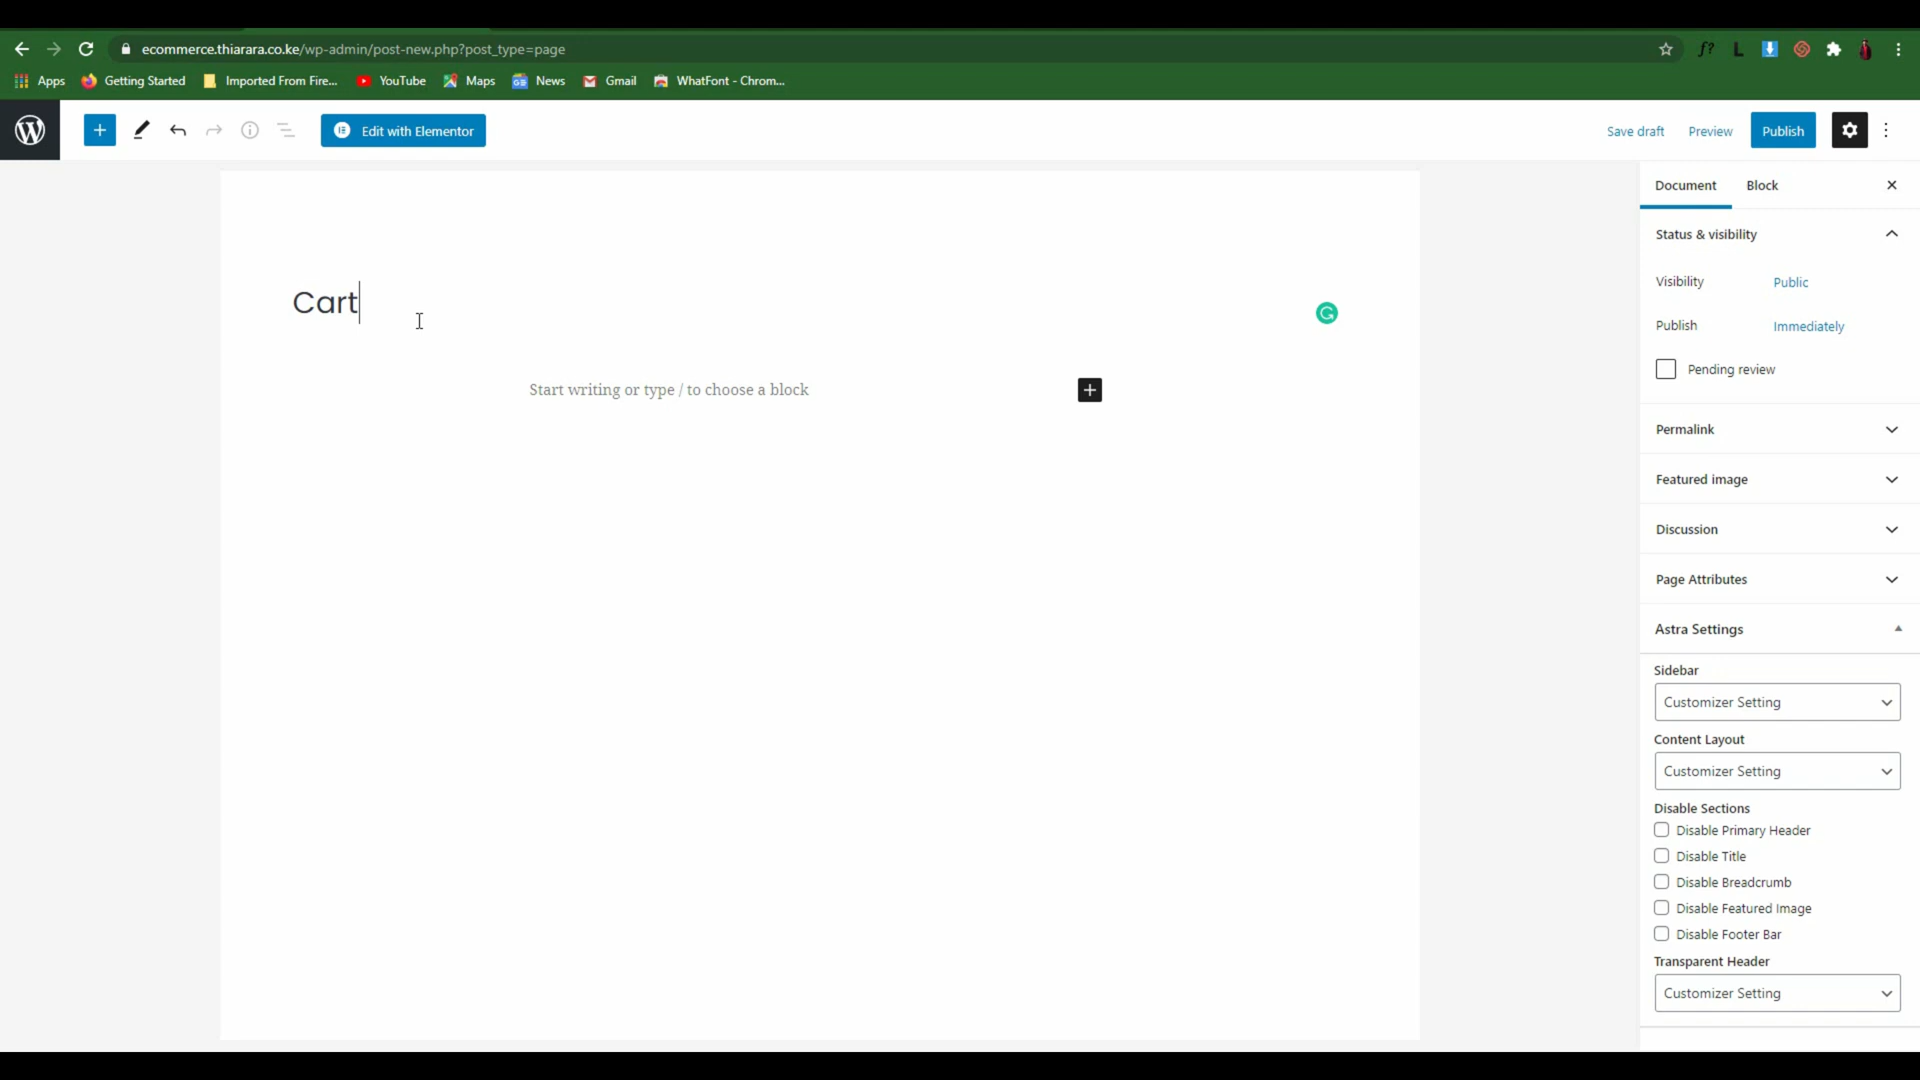 ecommerce.thiarara.co.ke/wp-admin/post-new.php?post_type=page
Apps Getting Started Imported From Fire... YouTube Maps News Gmail WhatFont - Chrom...
Edit with Elementor Save draft Preview Publish
Document Block
Status & visibility
Visibility Public
Publish Immediately
Pending review
Cart
Start writing or type / to choose a block
Permalink
Featured image
Discussion
Page Attributes
Astra Settings
Sidebar
Customizer Setting
Content Layout
Customizer Setting
Disable Sections
Disable Primary Header
Disable Title
Disable Breadcrumb
Disable Featured Image
Disable Footer Bar
Transparent Header
Customizer Setting